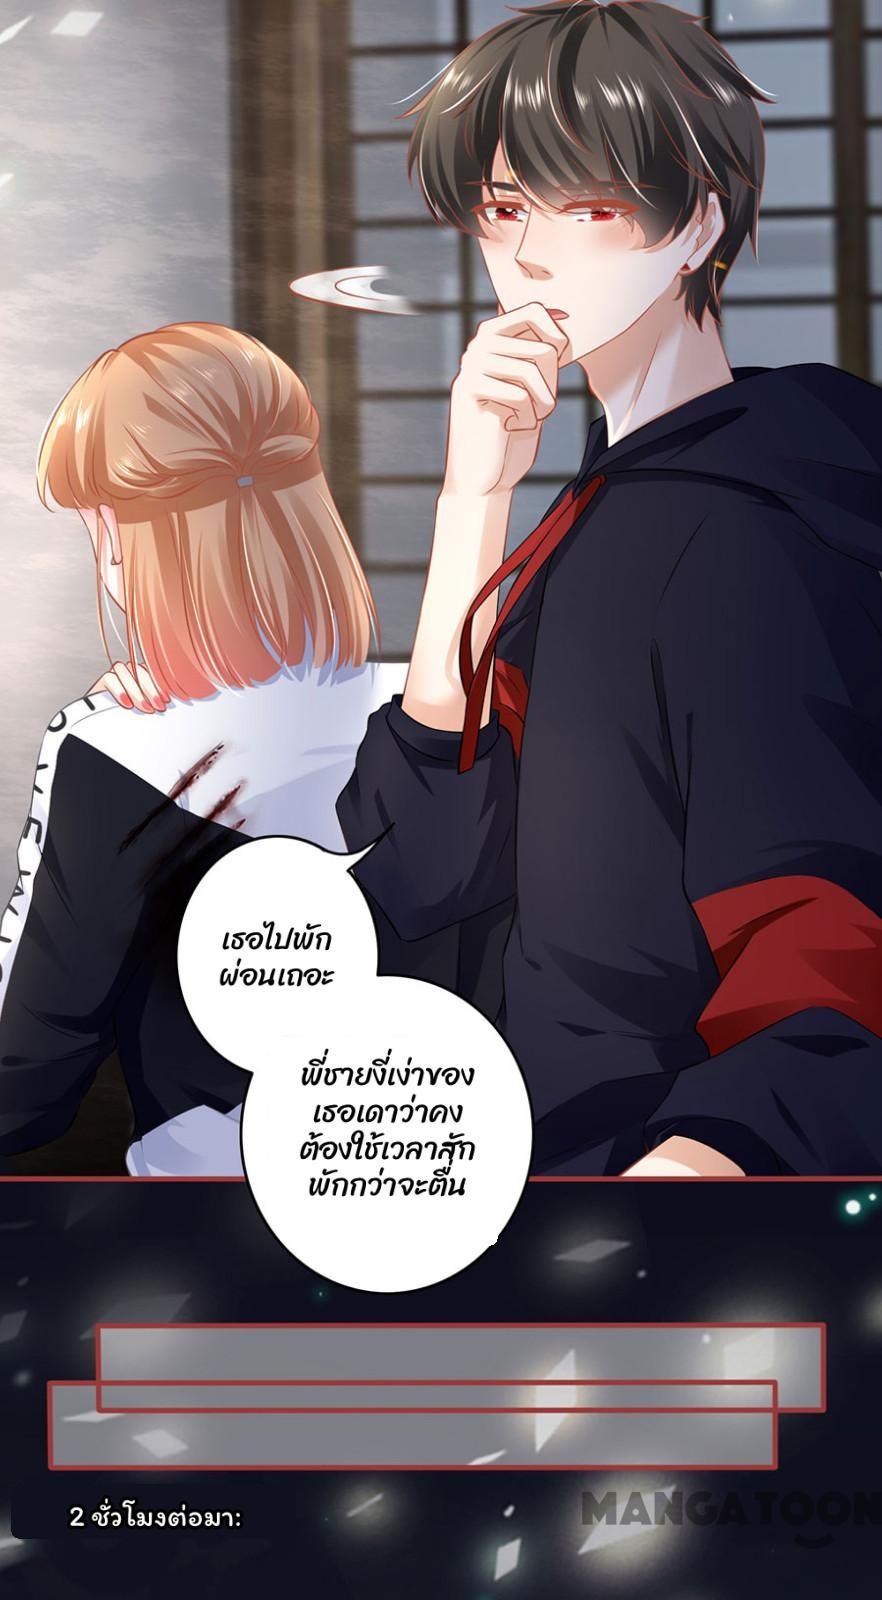 เธอไปพัก
ผ่อนเถอะ
พี่ชายงี่เง่าของ
เธอเดาว่าคง
ต้องใช้เวลาสัก
พักกว่าจะตื่น
2 ชั่วโมงต่อมา:
MANGATOON